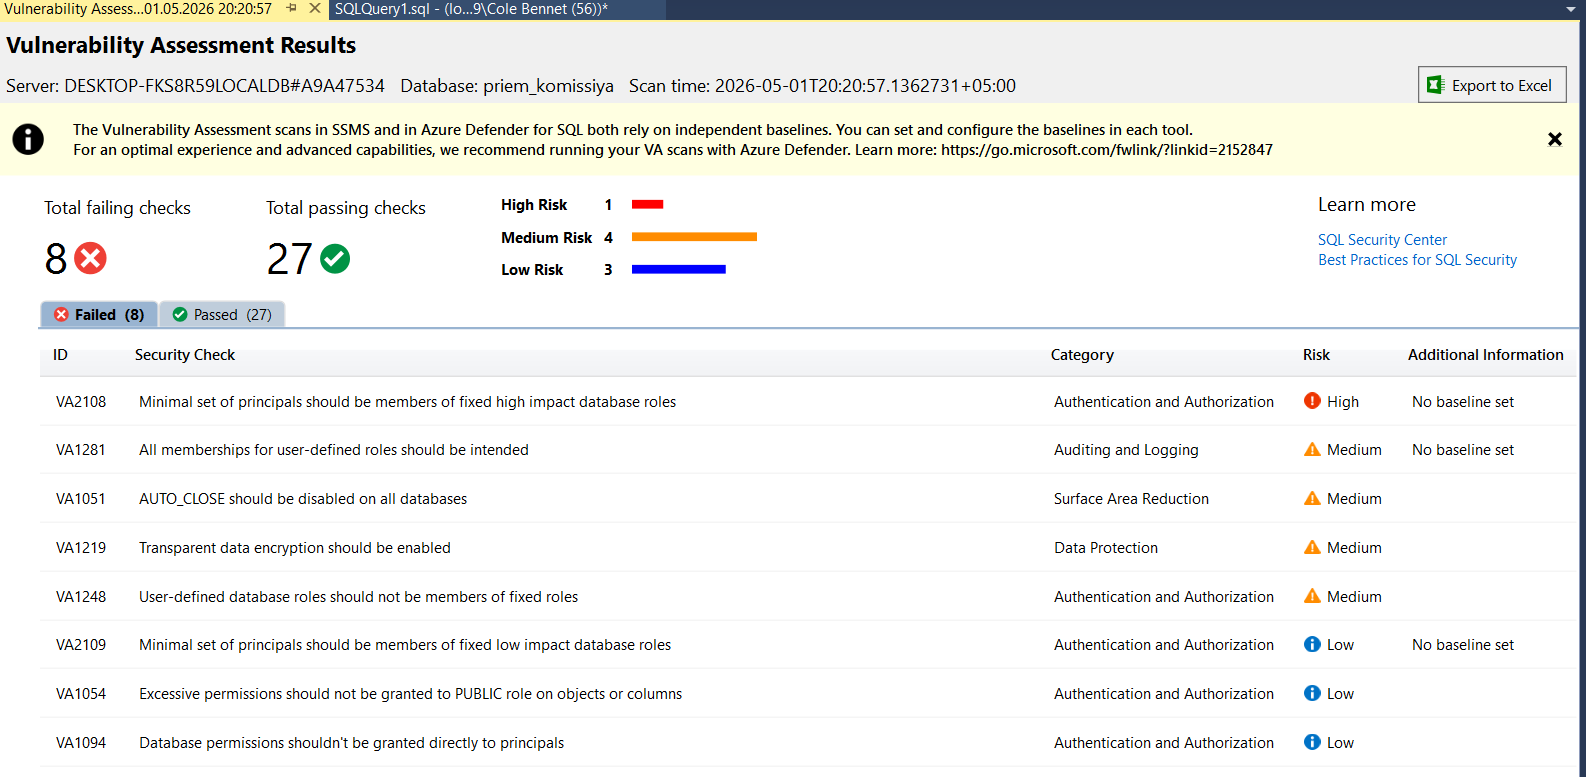 Vulnerability Assess...01.05.2026 20:20:57 SQLQuery1.sql - (lo...9\Cole Bennet (56))*
Vulnerability Assessment Results
Server: DESKTOP-FKS8R59LOCALDB#A9A47534 Database: priem_komissiya Scan time: 2026-05-01T20:20:57.1362731+05:00 Export to Excel
The Vulnerability Assessment scans in SSMS and in Azure Defender for SQL both rely on independent baselines. You can set and configure the baselines in each tool.
For an optimal experience and advanced capabilities, we recommend running your VA scans with Azure Defender. Learn more: https://go.microsoft.com/fwlink/?linkid=2152847
Total failing checks Total passing checks High Risk 1 Learn more
8 27 Medium Risk 4 SQL Security Center
Low Risk 3 Best Practices for SQL Security
Failed (8) Passed (27)
ID Security Check Category Risk Additional Information
VA2108 Minimal set of principals should be members of fixed high impact database roles Authentication and Authorization High No baseline set
VA1281 All memberships for user-defined roles should be intended Auditing and Logging Medium No baseline set
VA1051 AUTO_CLOSE should be disabled on all databases Surface Area Reduction Medium
VA1219 Transparent data encryption should be enabled Data Protection Medium
VA1248 User-defined database roles should not be members of fixed roles Authentication and Authorization Medium
VA2109 Minimal set of principals should be members of fixed low impact database roles Authentication and Authorization Low No baseline set
VA1054 Excessive permissions should not be granted to PUBLIC role on objects or columns Authentication and Authorization Low
VA1094 Database permissions shouldn't be granted directly to principals Authentication and Authorization Low